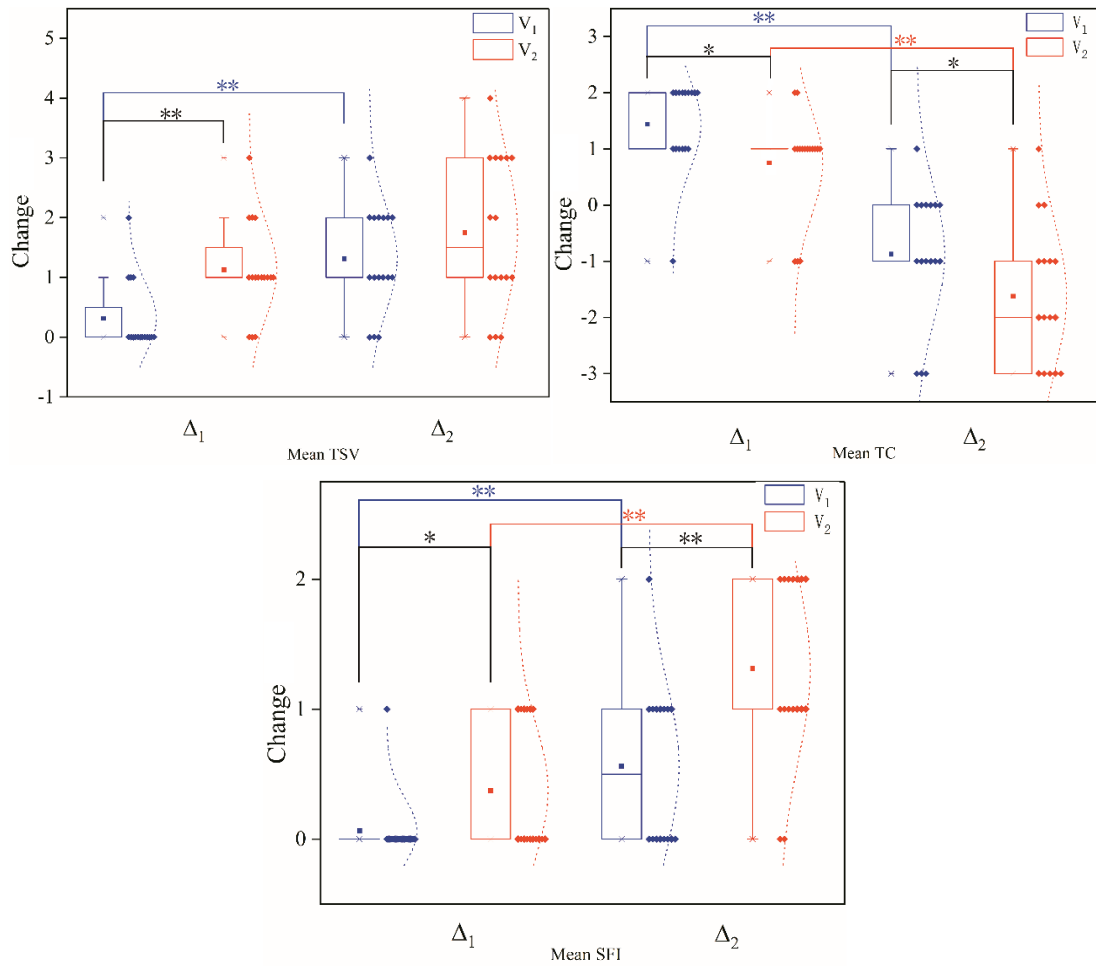 5
4
3
2
1
0
-1
Change
V₁
V₂
**
**
Δ₁
Δ₂
Mean TSV
3
2
1
0
-1
-2
-3
Change
V₁
V₂
**
*
**
*
Δ₁
Δ₂
Mean TC
2
1
0
Change
V₁
V₂
**
*
**
**
Δ₁
Δ₂
Mean SFI